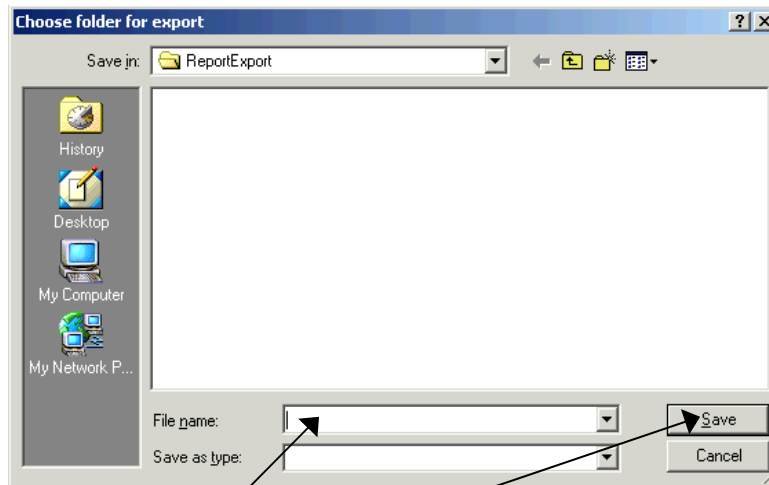 Choose folder for export
Save in: ReportExport
History
Desktop
My Computer
My Network P...
File name:
Save
Save as type:
Cancel